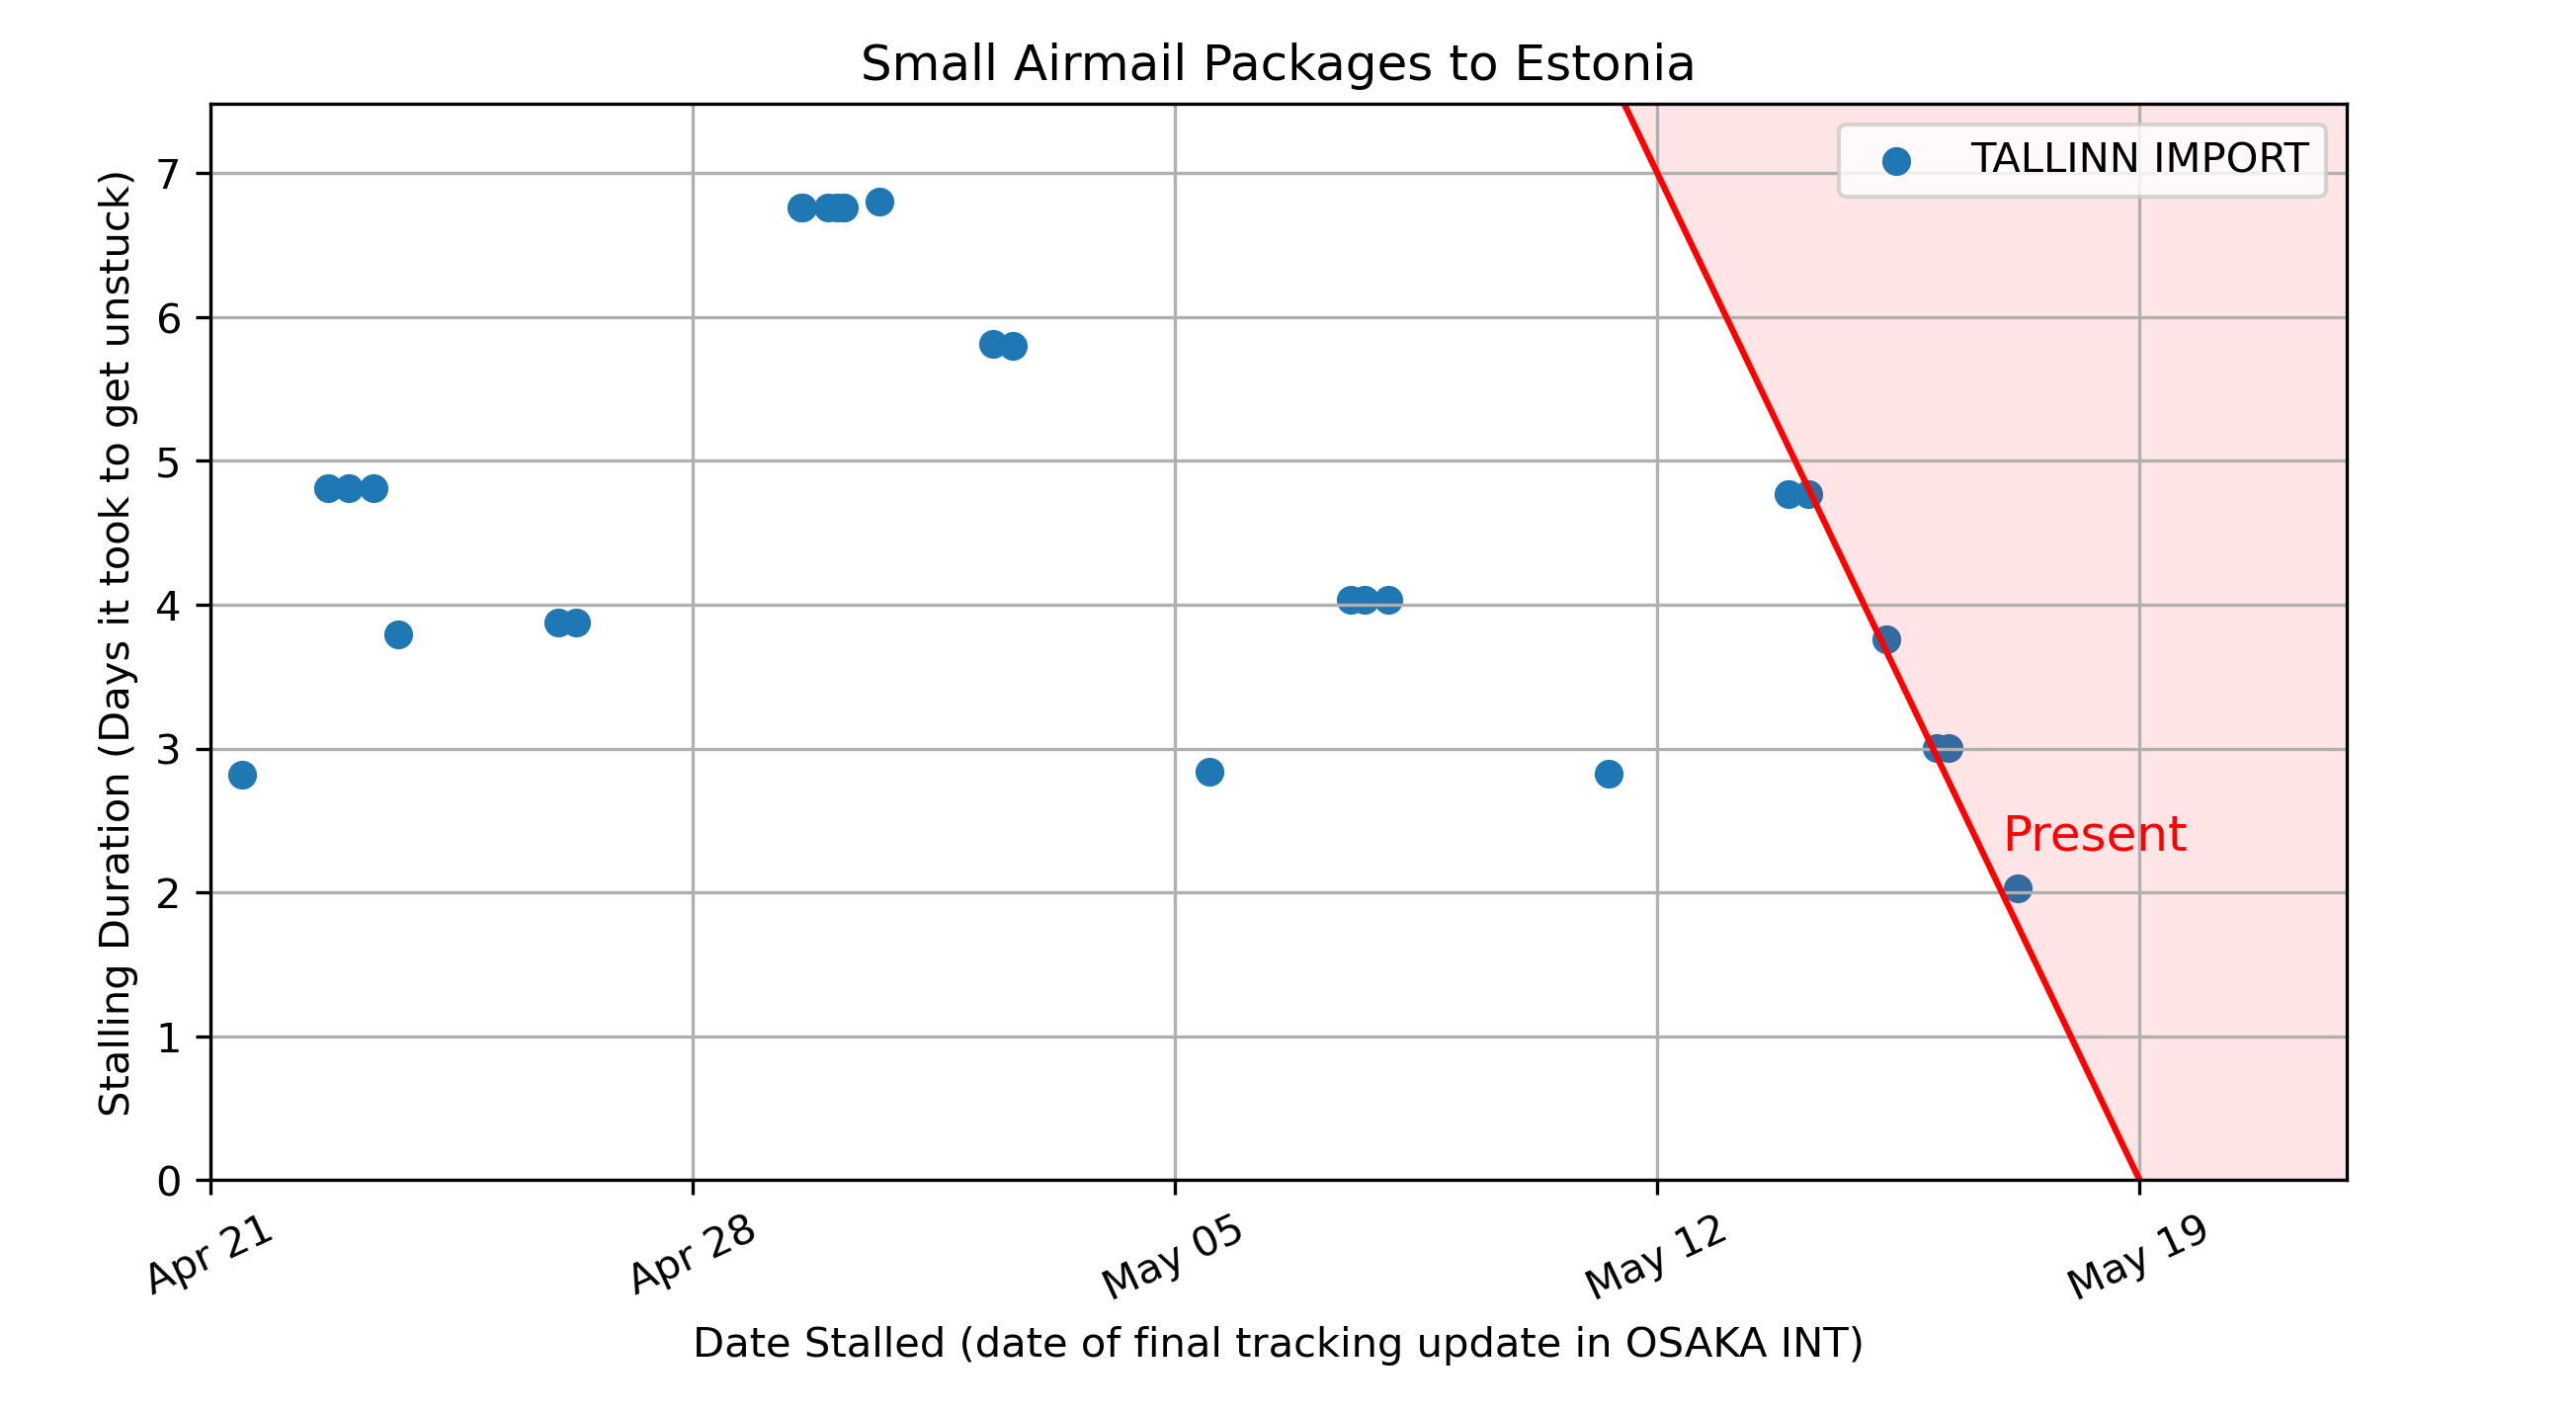 Small Airmail Packages to Estonia
Stalling Duration (Days it took to get unstuck)
7
6
5
4
3
2
1
0
TALLINN IMPORT
Present
Apr 21
Apr 28
May 05
May 12
May 19
Date Stalled (date of final tracking update in OSAKA INT)